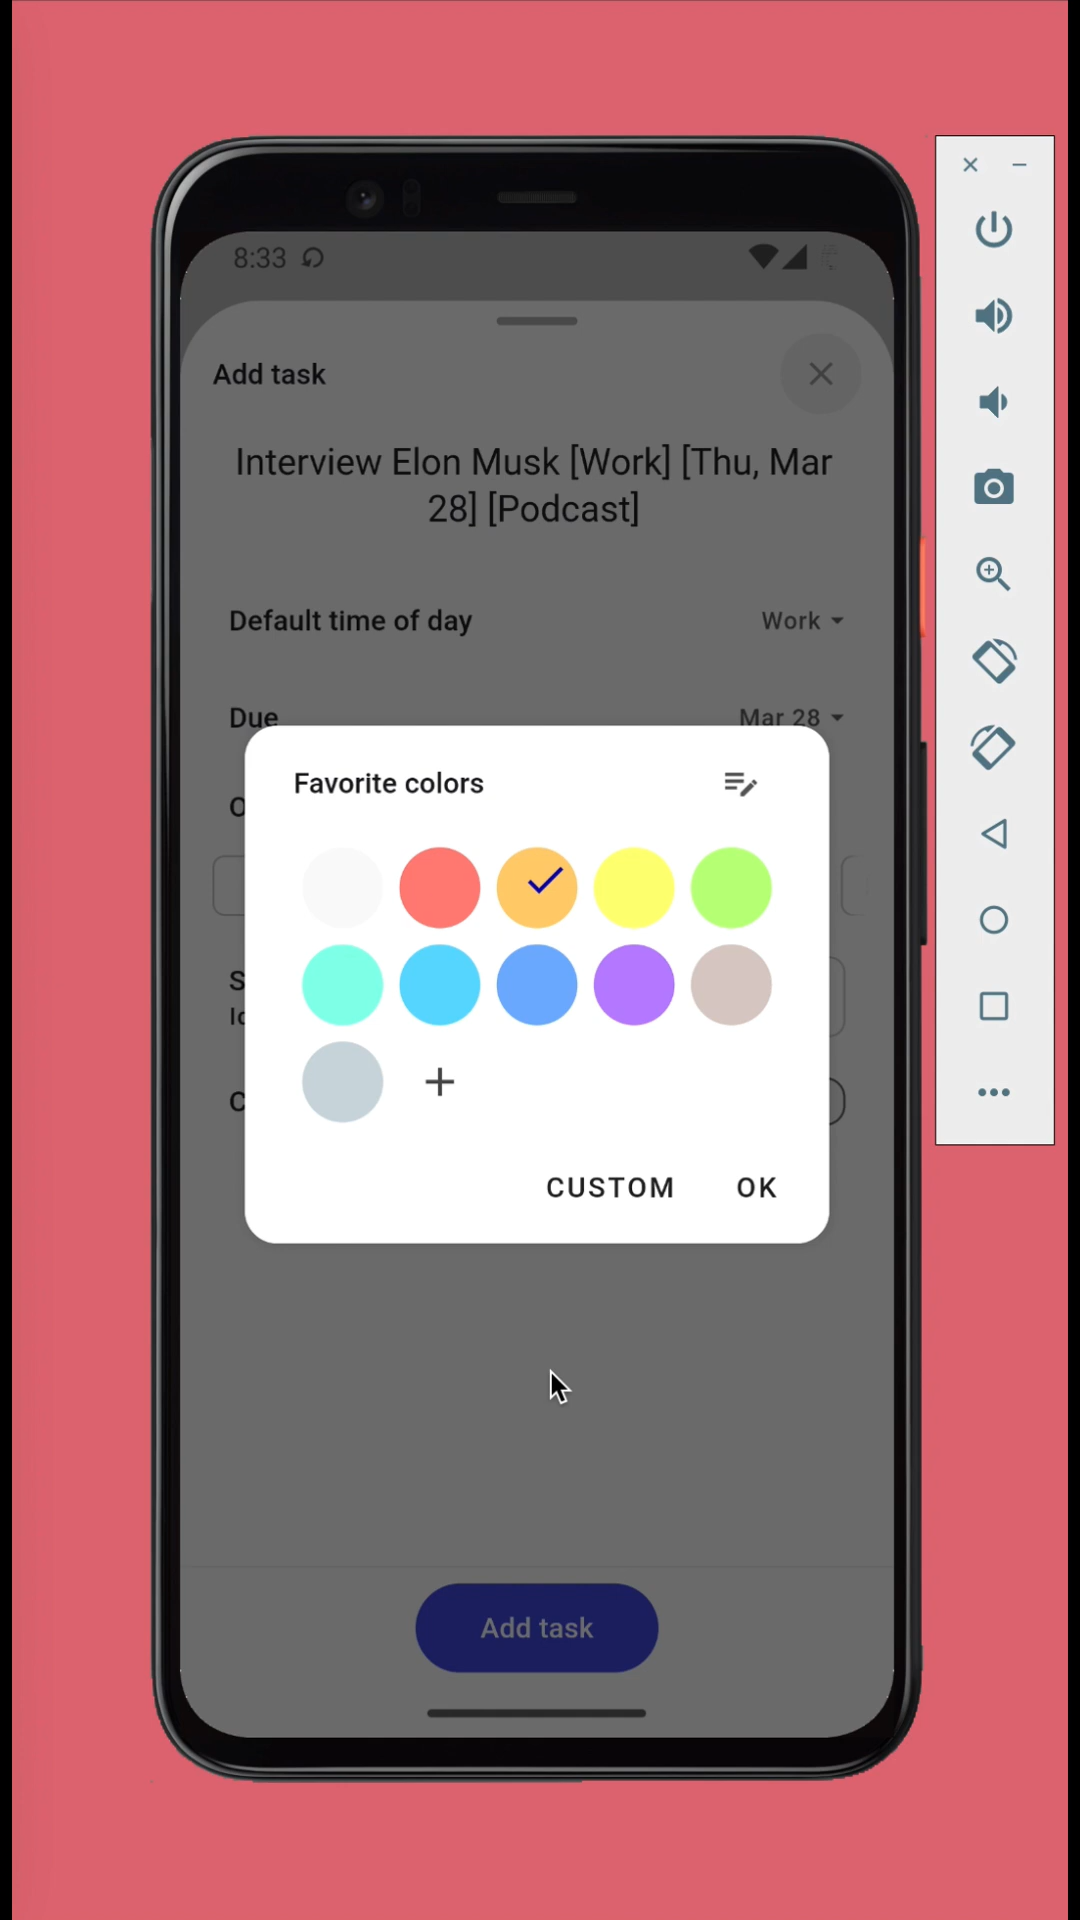 8:33
Add task
Interview Elon Musk [Work] [Thu, Mar
28] [Podcast]
Default time of day
Work
Due
Mar 28
Favorite colors
CUSTOM
OK
Add task